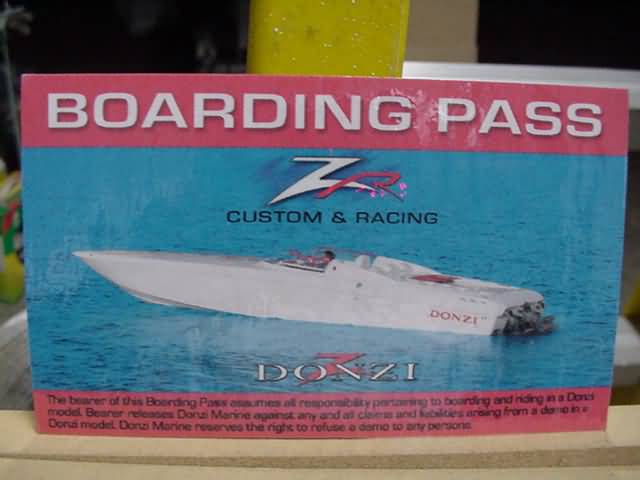 BOARDING PASS
ZR
CUSTOM & RACING
DONZI
DONZI
The bearer of this Boarding Pass assumes all responsibility pertaining to boarding and riding in a Donzi
model. Bearer releases Donzi Marine against any and all claims and liabilities arising from a demo in a
Donzi model. Donzi Marine reserves the right to refuse a demo to any persons.